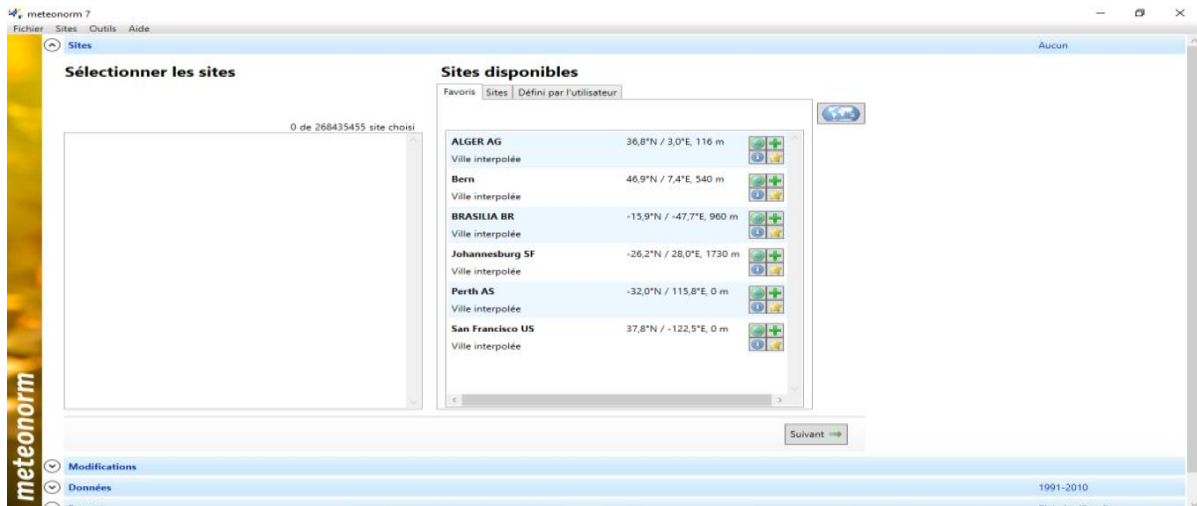 meteonorm 7
Fichier Sites Outils Aide
Sites Aucun
Sélectionner les sites
0 de 268435455 site choisi
Sites disponibles
Favoris Sites Défini par l'utilisateur
ALGER AG 36,8°N / 3,0°E, 116 m
Ville interpolée
Bern 46,9°N / 7,4°E, 540 m
Ville interpolée
BRASILIA BR -15,9°N / -47,7°E, 960 m
Ville interpolée
Johannesburg SF -26,2°N / 28,0°E, 1730 m
Ville interpolée
Perth AS -32,0°N / 115,8°E, 0 m
Ville interpolée
San Francisco US 37,8°N / -122,5°E, 0 m
Ville interpolée
Suivant
Modifications
Données 1991-2010
meteonorm